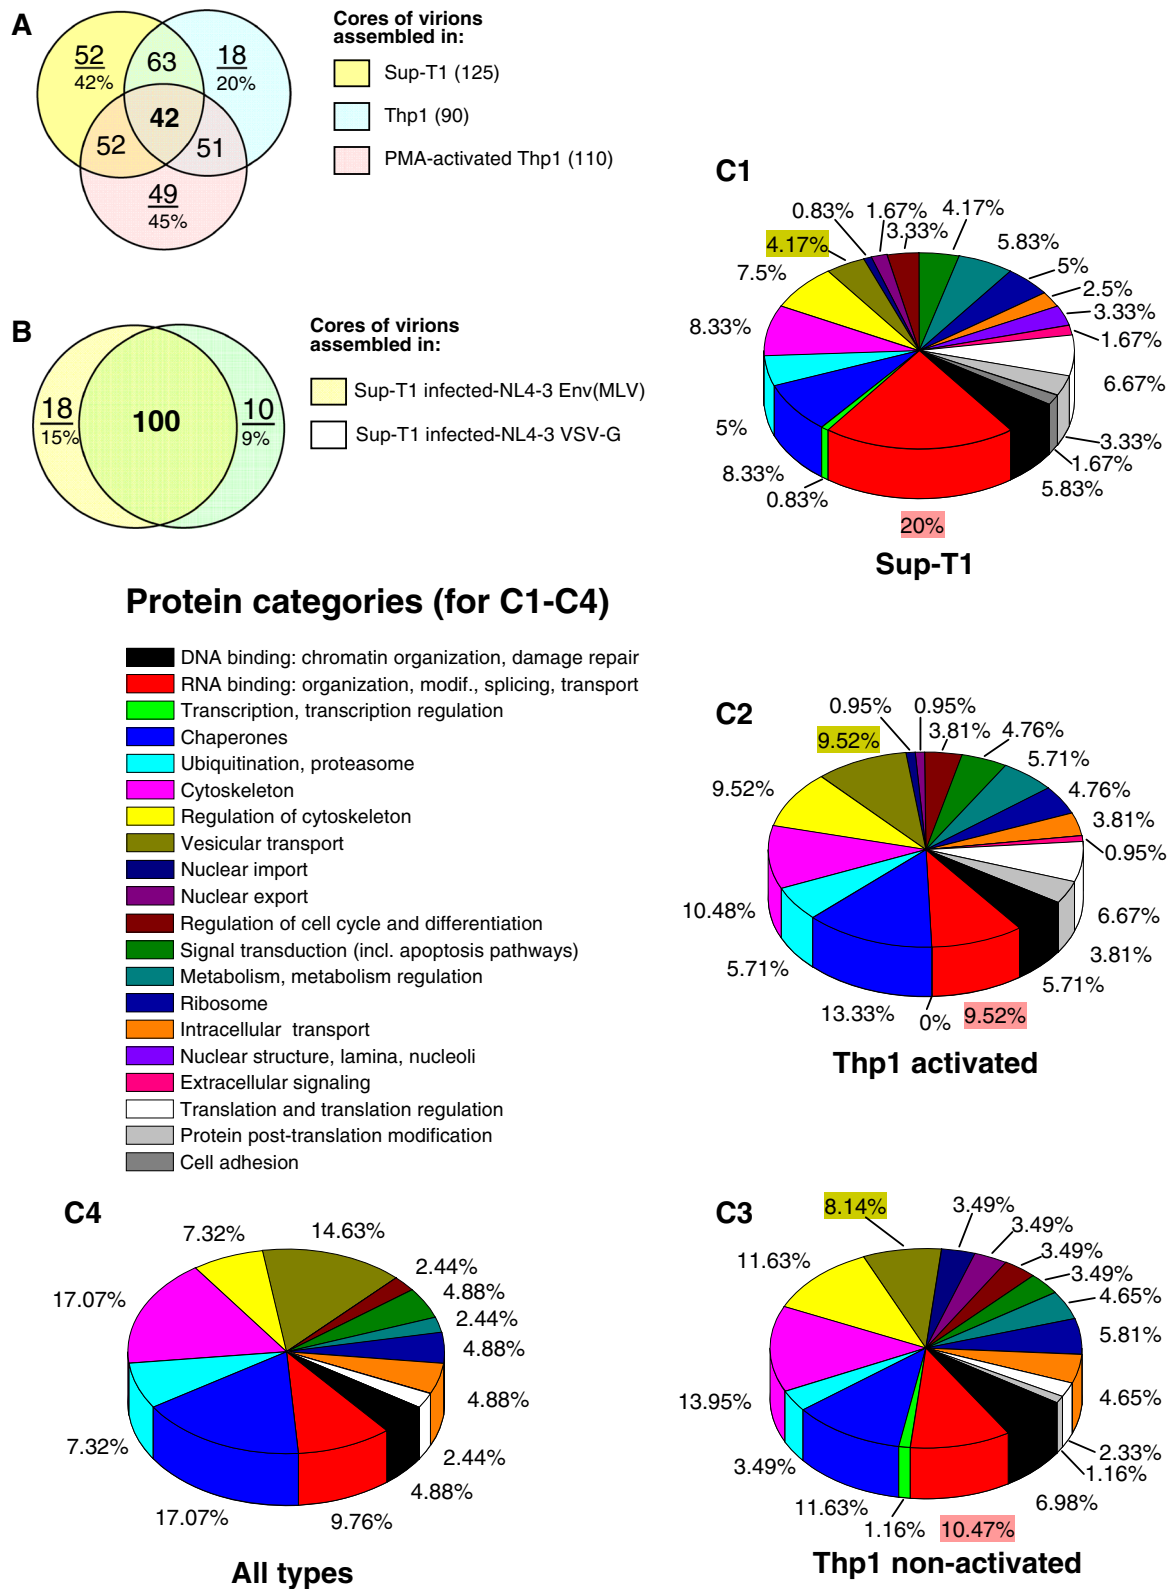 A
52
42%
63
18
20%
42
52
51
49
45%
Cores of virions
assembled in:
Sup-T1 (125)
Thp1 (90)
PMA-activated Thp1 (110)
B
18
15%
100
10
9%
Cores of virions
assembled in:
Sup-T1 infected-NL4-3 Env(MLV)
Sup-T1 infected-NL4-3 VSV-G
C1
0.83%
1.67%
4.17%
4.17%
3.33%
5.83%
7.5%
5%
2.5%
8.33%
3.33%
1.67%
6.67%
5%
3.33%
1.67%
8.33%
5.83%
0.83%
20%
Sup-T1
Protein categories (for C1-C4)
DNA binding: chromatin organization, damage repair
RNA binding: organization, modif., splicing, transport
Transcription, transcription regulation
Chaperones
Ubiquitination, proteasome
Cytoskeleton
Regulation of cytoskeleton
Vesicular transport
Nuclear import
Nuclear export
Regulation of cell cycle and differentiation
Signal transduction (incl. apoptosis pathways)
Metabolism, metabolism regulation
Ribosome
Intracellular transport
Nuclear structure, lamina, nucleoli
Extracellular signaling
Translation and translation regulation
Protein post-translation modification
Cell adhesion
C2
0.95%
0.95%
9.52%
3.81%
4.76%
5.71%
9.52%
4.76%
3.81%
0.95%
10.48%
6.67%
5.71%
3.81%
5.71%
13.33%
0%
9.52%
Thp1 activated
C4
7.32%
14.63%
2.44%
4.88%
17.07%
2.44%
4.88%
4.88%
7.32%
2.44%
4.88%
17.07%
9.76%
All types
C3
8.14%
3.49%
3.49%
3.49%
11.63%
3.49%
4.65%
5.81%
13.95%
4.65%
2.33%
3.49%
1.16%
11.63%
6.98%
1.16%
10.47%
Thp1 non-activated